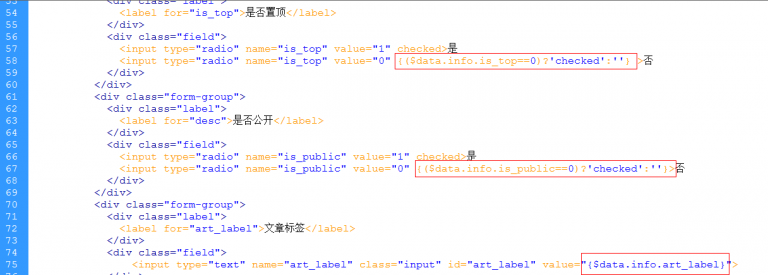 53 <div class="label">
54 <label for="is_top">是否置顶</label>
55 </div>
56 <div class="field">
57 <input type="radio" name="is_top" value="1" checked>是
58 <input type="radio" name="is_top" value="0" {($data.info.is_top==0)?'checked':''} >否
59 </div>
60 </div>
61 <div class="form-group">
62 <div class="label">
63 <label for="desc">是否公开</label>
64 </div>
65 <div class="field">
66 <input type="radio" name="is_public" value="1" checked>是
67 <input type="radio" name="is_public" value="0" {($data.info.is_public==0)?'checked':''}>否
68 </div>
69 </div>
70 <div class="form-group">
71 <div class="label">
72 <label for="art_label">文章标签</label>
73 </div>
74 <div class="field">
75 <input type="text" name="art_label" class="input" id="art_label" value="{$data.info.art_label}">